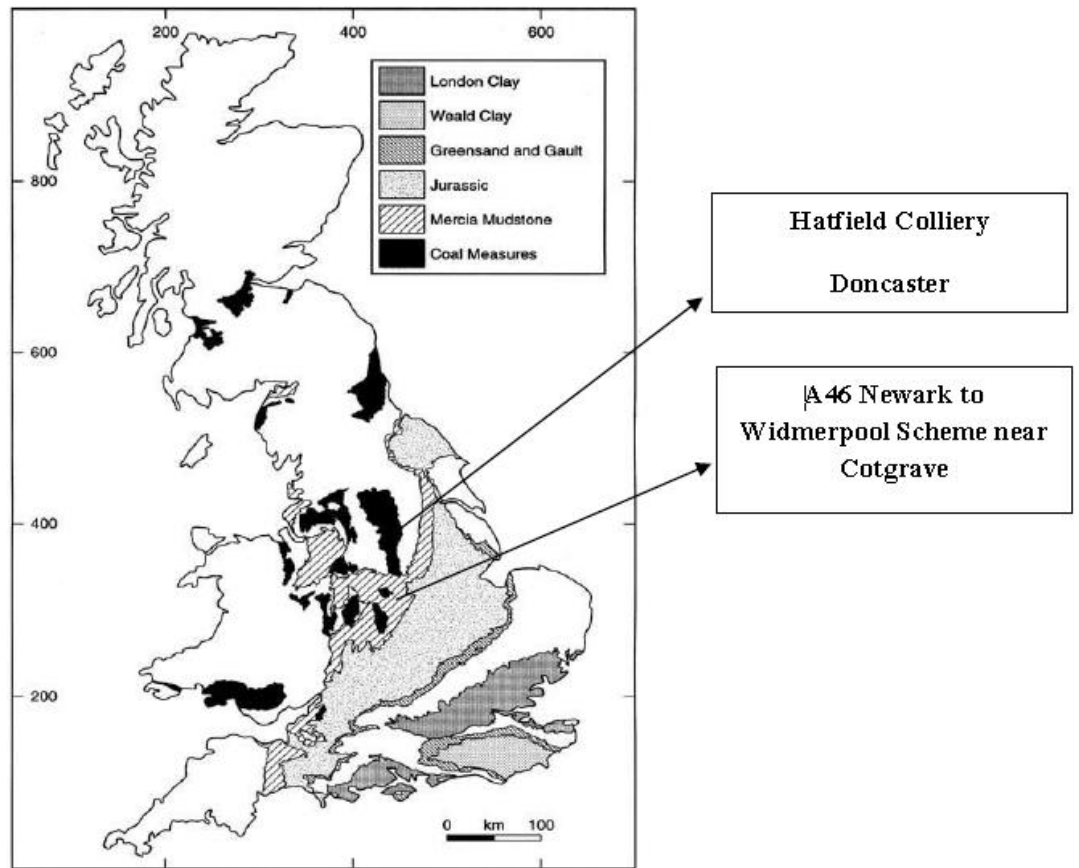 200 400 600
London Clay
Weald Clay
Greensand and Gault
Jurassic
Mercia Mudstone
Coal Measures
800
600
400
200
0 km 100
Hatfield Colliery
Doncaster
A46 Newark to
Widmerpool Scheme near
Cotgrave